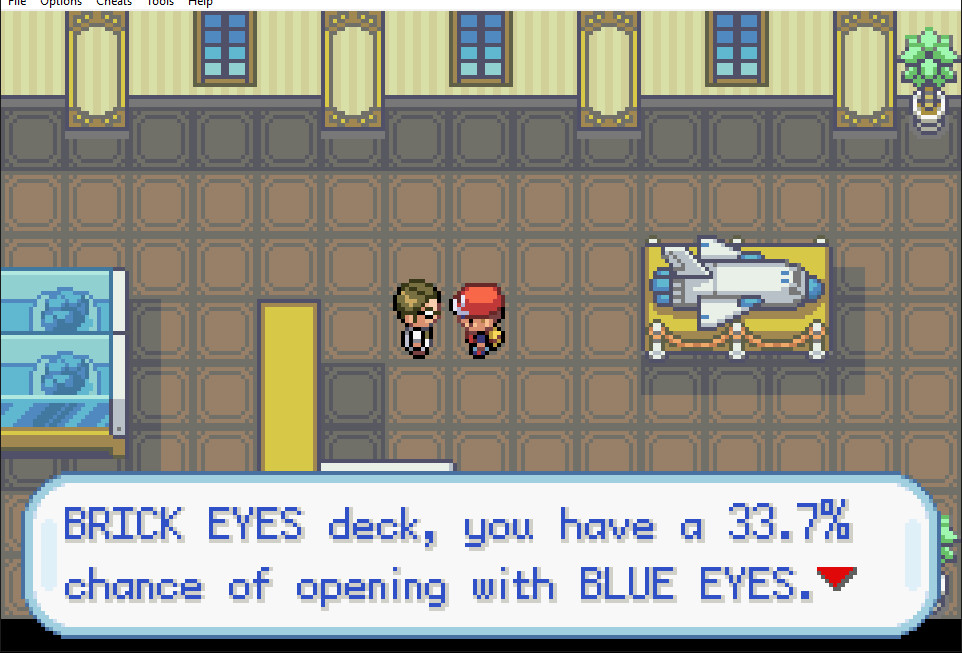 File Options Cheats Tools Help
BRICK EYES deck, you have a 33.7%
chance of opening with BLUE EYES.